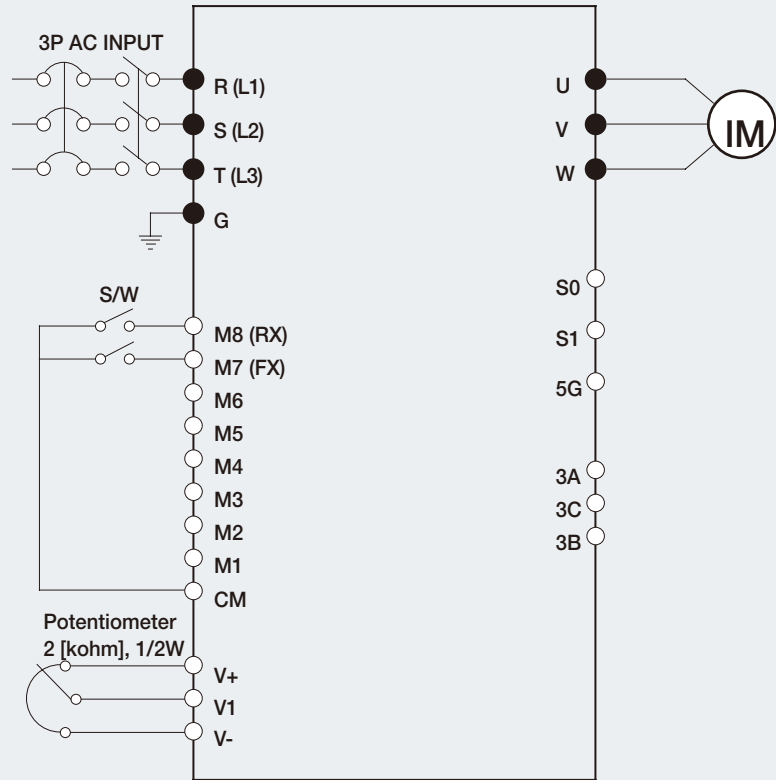 3P AC INPUT
R (L1)
S (L2)
T (L3)
G
S/W
M8 (RX)
M7 (FX)
M6
M5
M4
M3
M2
M1
CM
Potentiometer
2 [kohm], 1/2W
V+
V1
V-
U
V
W
IM
S0
S1
5G
3A
3C
3B